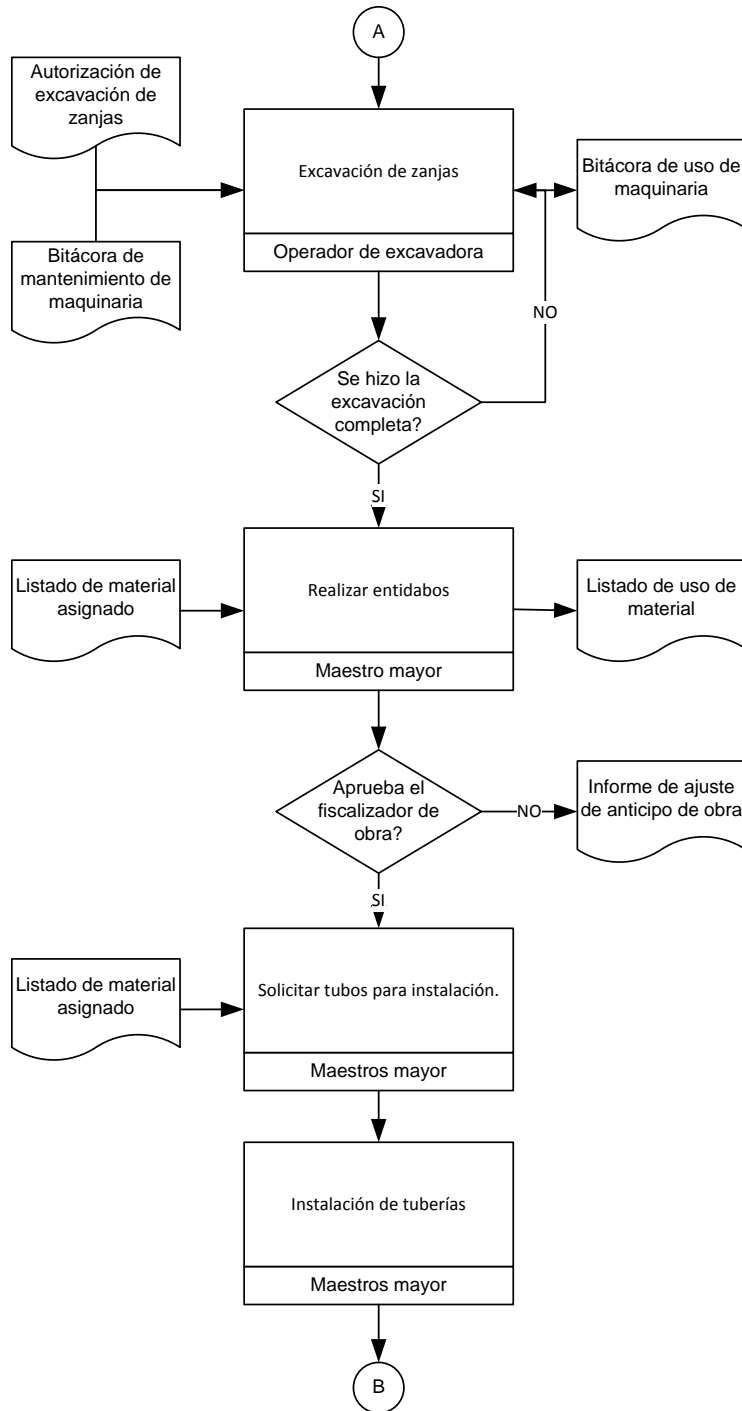 A
Autorización de
excavación de
zanjas
Excavación de zanjas
Bitácora de uso de
maquinaria
Operador de excavadora
Bitácora de
mantenimiento de
maquinaria
NO
Se hizo la
excavación
completa?
SI
Listado de material
asignado
Realizar entidabos
Listado de uso de
material
Maestro mayor
Aprueba el
fiscalizador de
obra?
NO
Informe de ajuste
de anticipo de obra
SI
Listado de material
asignado
Solicitar tubos para instalación.
Maestros mayor
Instalación de tuberías
Maestros mayor
B